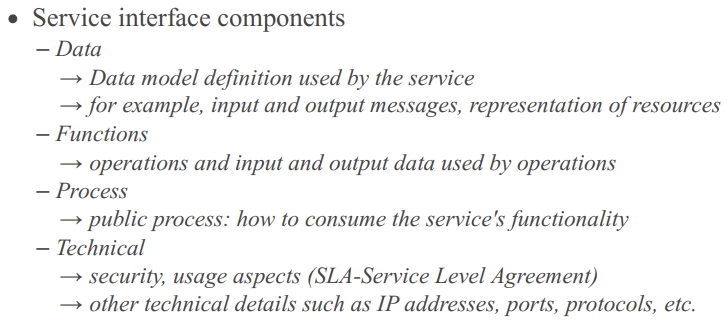 • Service interface components
– Data
→ Data model definition used by the service
→ for example, input and output messages, representation of resources
– Functions
→ operations and input and output data used by operations
– Process
→ public process: how to consume the service's functionality
– Technical
→ security, usage aspects (SLA-Service Level Agreement)
→ other technical details such as IP addresses, ports, protocols, etc.